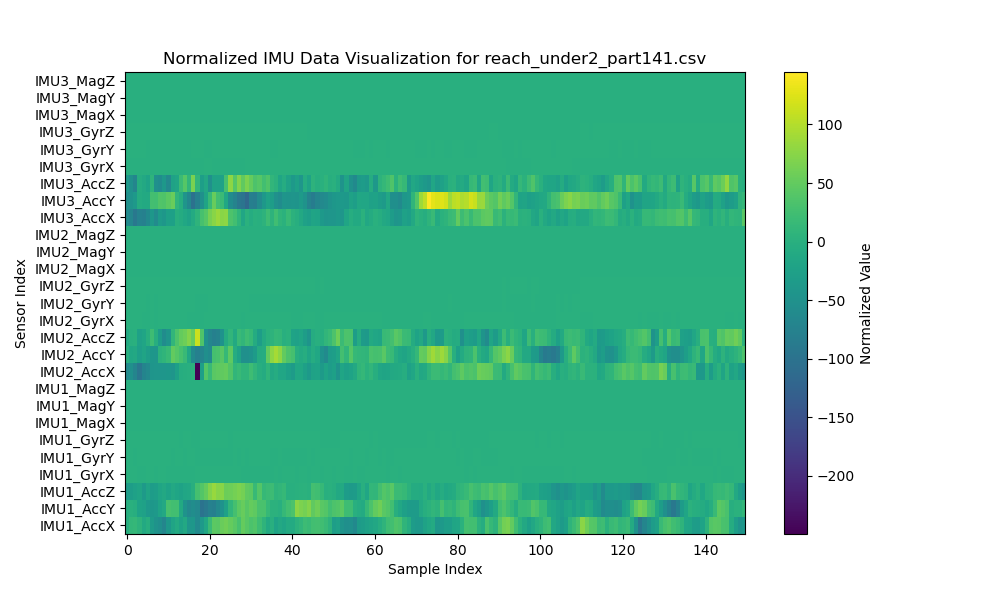 Normalized IMU Data Visualization for reach_under2_part141.csv
IMU3_MagZ
IMU3_MagY
IMU3_MagX
IMU3_GyrZ
IMU3_GyrY
IMU3_GyrX
IMU3_AccZ
IMU3_AccY
IMU3_AccX
IMU2_MagZ
IMU2_MagY
IMU2_MagX
IMU2_GyrZ
IMU2_GyrY
IMU2_GyrX
IMU2_AccZ
IMU2_AccY
IMU2_AccX
IMU1_MagZ
IMU1_MagY
IMU1_MagX
IMU1_GyrZ
IMU1_GyrY
IMU1_GyrX
IMU1_AccZ
IMU1_AccY
IMU1_AccX
Sensor Index
0 20 40 60 80 100 120 140
Sample Index
100
50
0
−50
−100
−150
−200
Normalized Value